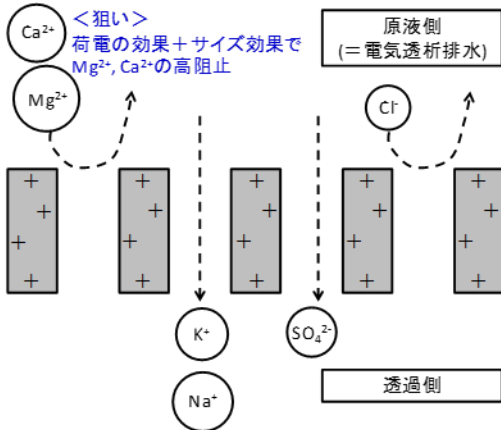 Ca²⁺
<狙い>
荷電の効果+サイズ効果で
Mg²⁺, Ca²⁺の高阻止
原液側
(=電気透析排水)
Mg²⁺
Cl⁻
+ + + + +
+ + + + +
+ + + + +
+ + + + +
K⁺
SO₄²⁻
Na⁺
透過側